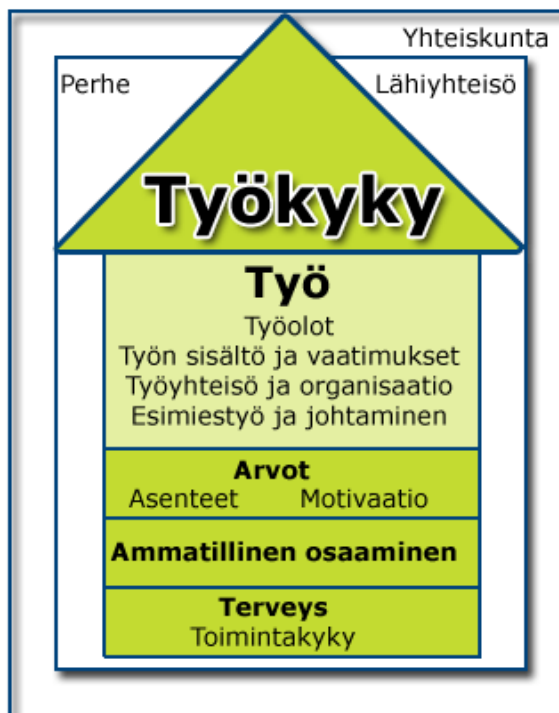 Yhteiskunta
Perhe
Lähiyhteisö
Työkyky
Työ
Työolot
Työn sisältö ja vaatimukset
Työyhteisö ja organisaatio
Esimiestyö ja johtaminen
Arvot
Asenteet Motivaatio
Ammatillinen osaaminen
Terveys
Toimintakyky